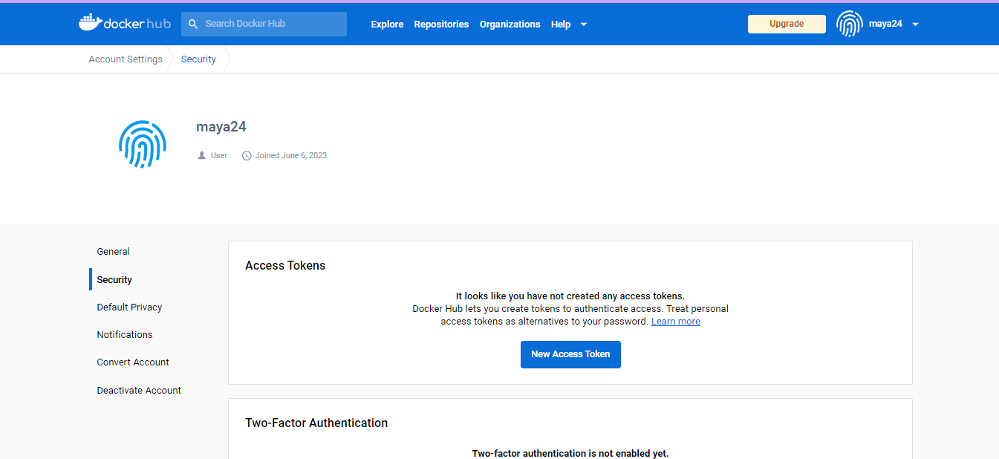 docker hub
Search Docker Hub
Explore
Repositories
Organizations
Help
Upgrade
maya24
Account Settings
Security
maya24
User
Joined June 6, 2023
General
Security
Default Privacy
Notifications
Convert Account
Deactivate Account
Access Tokens
It looks like you have not created any access tokens.
Docker Hub lets you create tokens to authenticate access. Treat personal
access tokens as alternatives to your password. Learn more
New Access Token
Two-Factor Authentication
Two-factor authentication is not enabled yet.